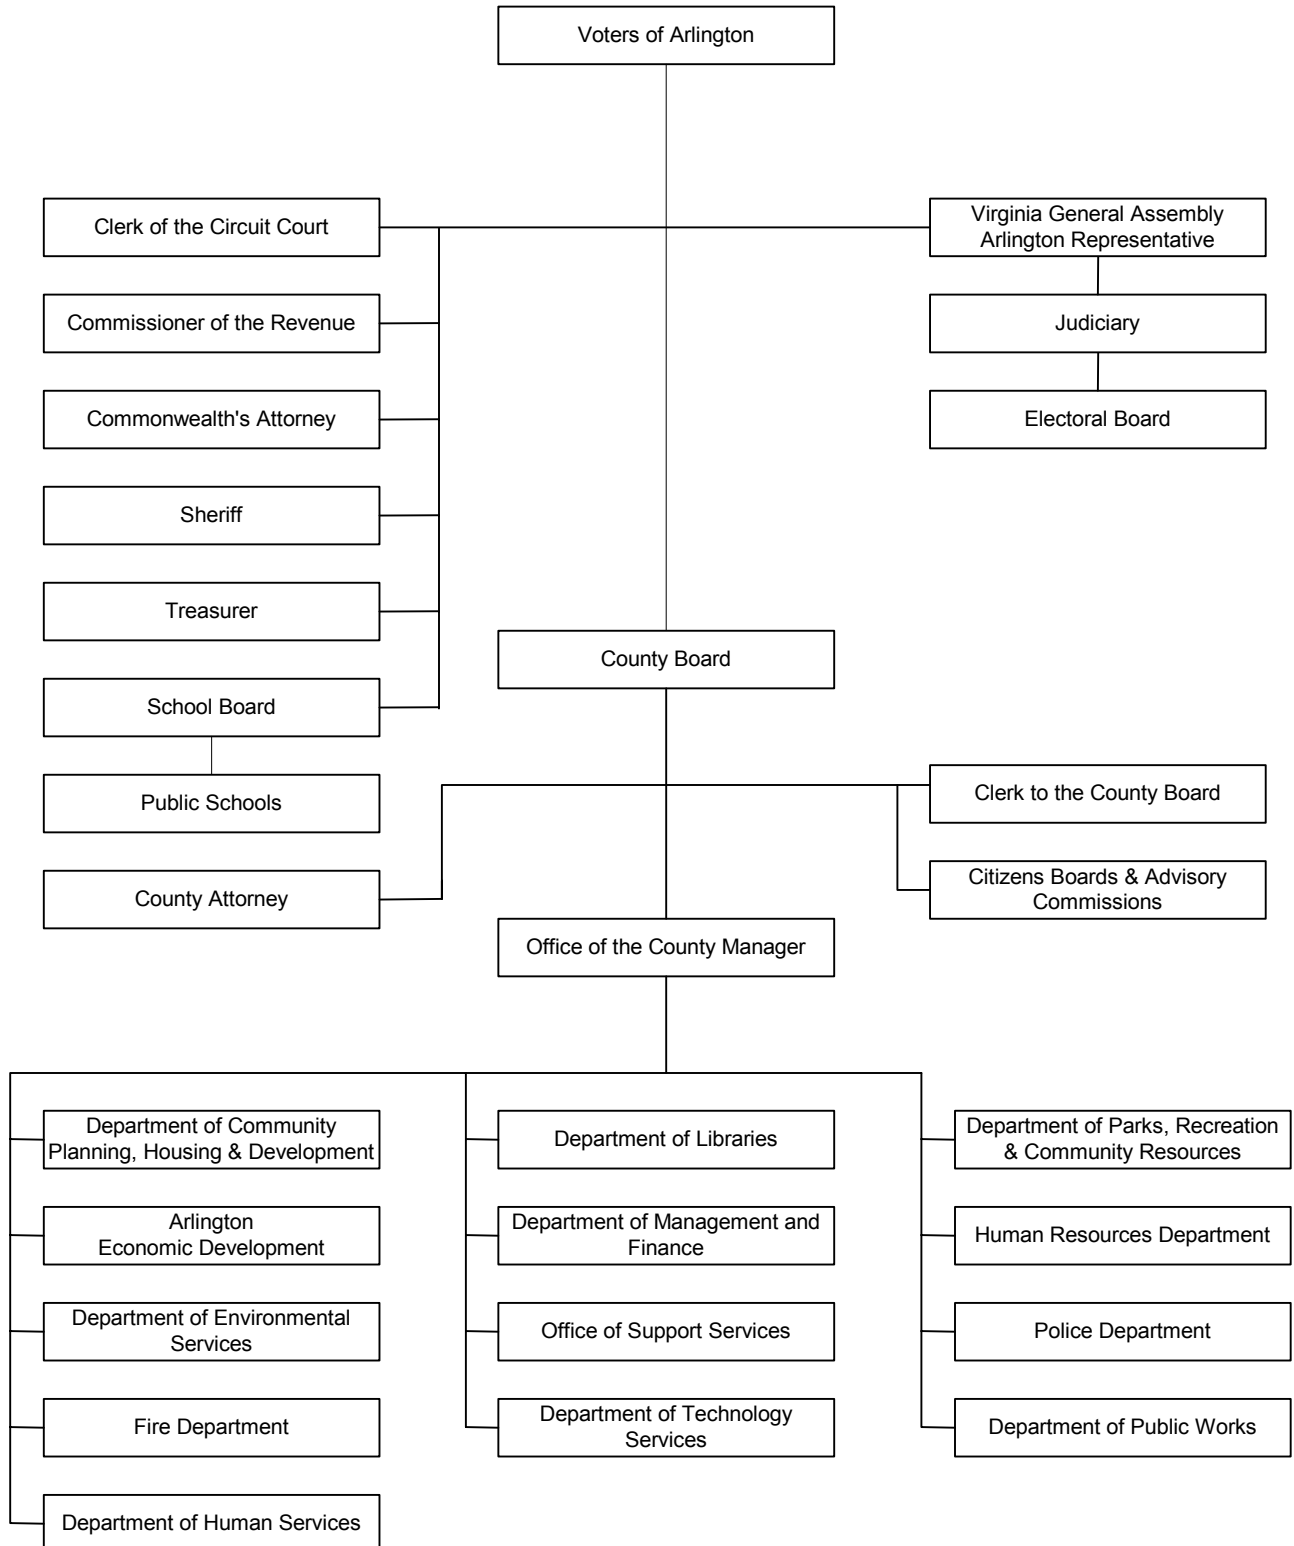 Voters of Arlington
Clerk of the Circuit Court
Virginia General Assembly
Arlington Representative
Commissioner of the Revenue
Judiciary
Commonwealth's Attorney
Electoral Board
Sheriff
Treasurer
County Board
School Board
Public Schools
Clerk to the County Board
County Attorney
Citizens Boards & Advisory
Commissions
Office of the County Manager
Department of Community
Planning, Housing & Development
Department of Libraries
Department of Parks, Recreation
& Community Resources
Arlington
Economic Development
Department of Management and
Finance
Human Resources Department
Department of Environmental
Services
Office of Support Services
Police Department
Fire Department
Department of Technology
Services
Department of Public Works
Department of Human Services